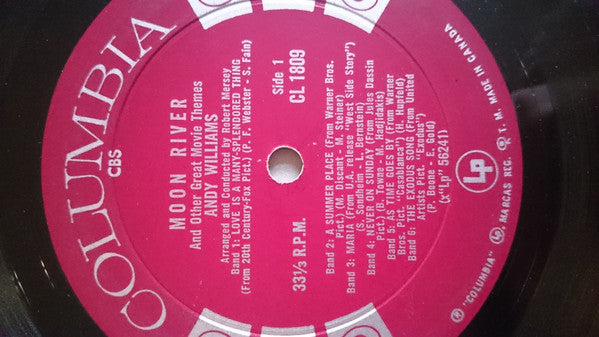 COLUMBIA
CBS
MOON RIVER
And Other Great Movie Themes
ANDY WILLIAMS
Arranged and Conducted by Robert Mersey
Band 1: LOVE IS A MANY SPLENDORED THING
(From 20th Century-Fox Pict.) (P. F. Webster - S. Fain)
Side 1
33⅓ R.P.M.
CL 1809
Band 2: A SUMMER PLACE (From Warner Bros.
Pict.) (M. Discant - M. Steiner)
Band 3: MARIA (From U.A. release "West Side Story")
(S. Sondheim - L. Bernstein)
Band 4: NEVER ON SUNDAY (From Jules Dassin
Pict.) (B. Towne - M. Hadjidakis)
Band 5: AS TIME GOES BY (From Warner
Bros. Pict. "Casablanca") (H. Hupfeld)
Band 6: THE EXODUS SONG (From United
Artists Pict. "Exodus")
(P. Boone - E. Gold)
(x"Lp" 56241)
Lp
® "COLUMBIA" Lp, MARCAS REG. ® T. M. MADE IN CANADA